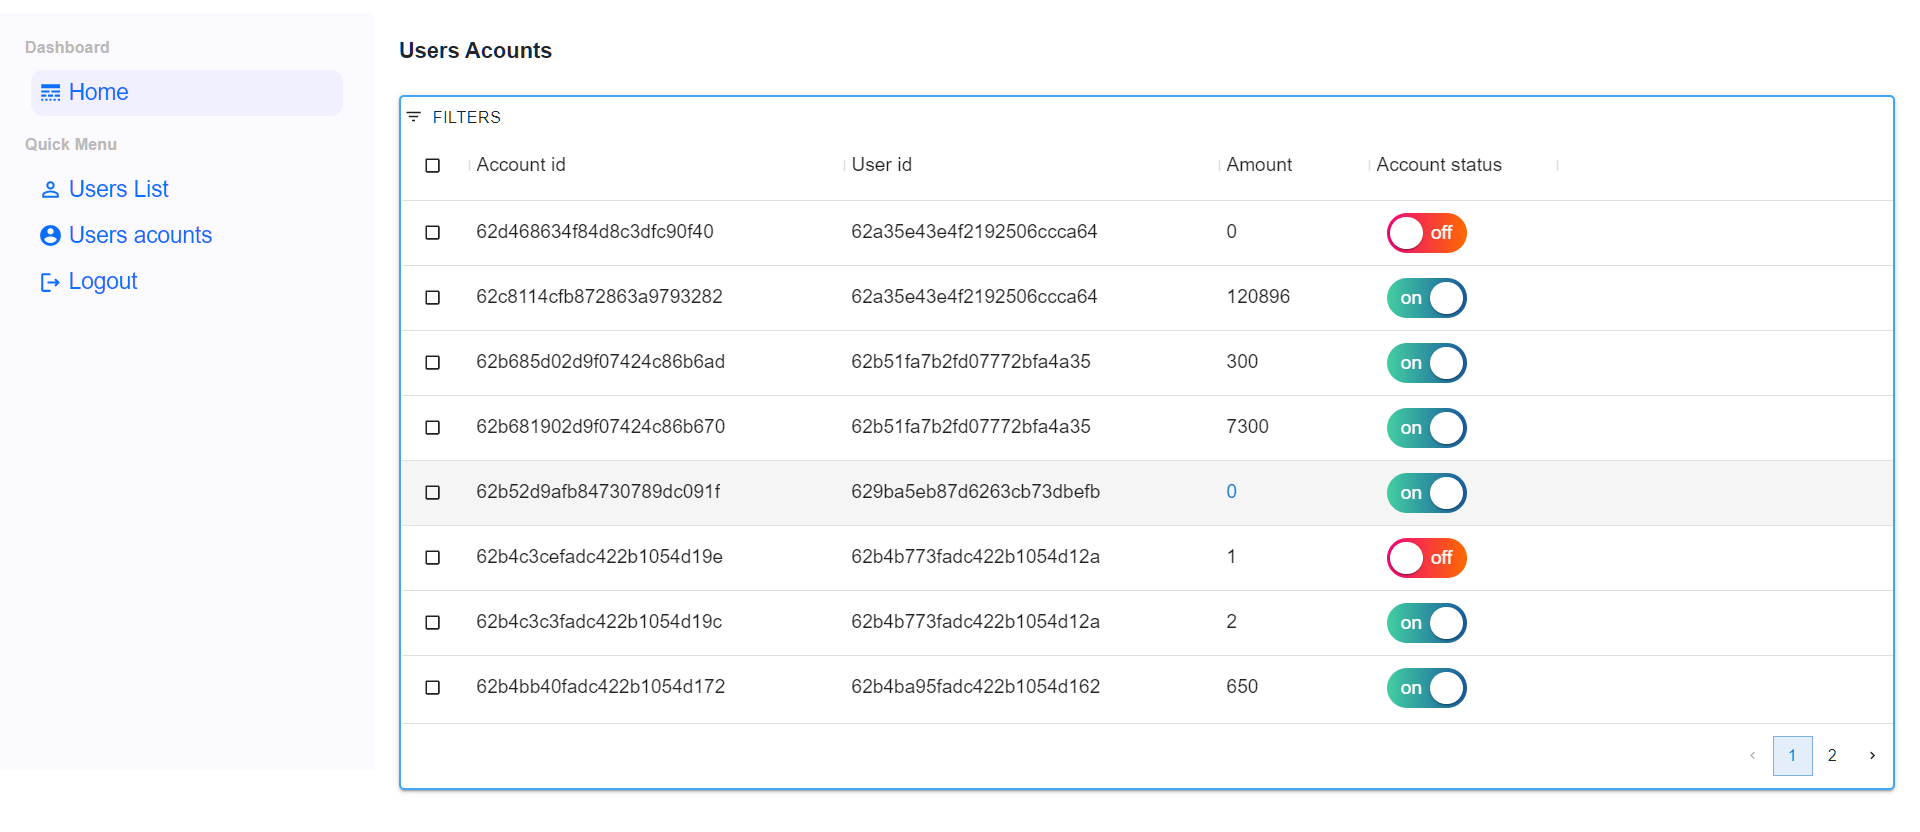 Dashboard
Home
Quick Menu
Users List
Users acounts
Logout
Users Acounts
FILTERS
Account id User id Amount Account status
62d468634f84d8c3dfc90f40 62a35e43e4f2192506ccca64 0 off
62c8114cfb872863a9793282 62a35e43e4f2192506ccca64 120896 on
62b685d02d9f07424c86b6ad 62b51fa7b2fd07772bfa4a35 300 on
62b681902d9f07424c86b670 62b51fa7b2fd07772bfa4a35 7300 on
62b52d9afb84730789dc091f 629ba5eb87d6263cb73dbefb 0 on
62b4c3cefadc422b1054d19e 62b4b773fadc422b1054d12a 1 off
62b4c3c3fadc422b1054d19c 62b4b773fadc422b1054d12a 2 on
62b4bb40fadc422b1054d172 62b4ba95fadc422b1054d162 650 on
1 2